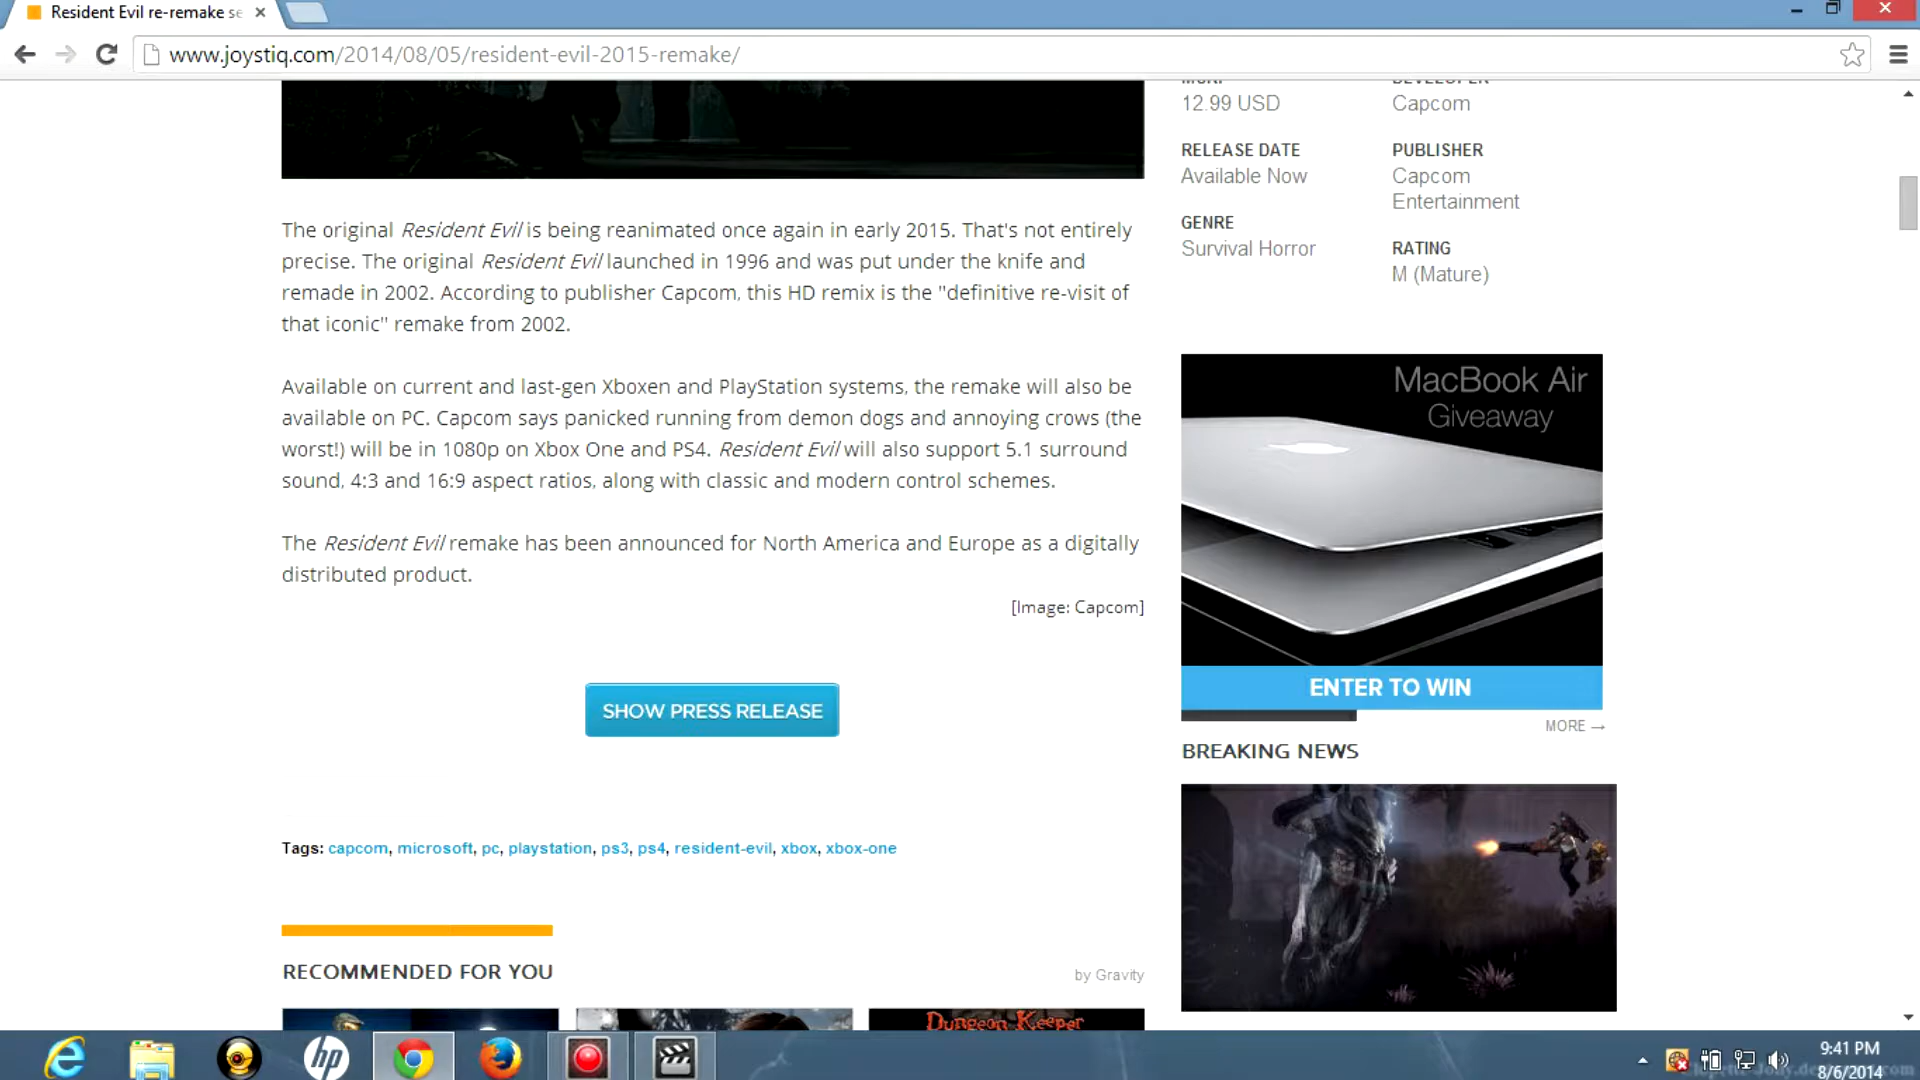 Resident Evil re-remake se
www.joystiq.com/2014/08/05/resident-evil-2015-remake/
DEVELOPER
12.99 USD
Capcom
RELEASE DATE
PUBLISHER
Available Now
Capcom
Entertainment
GENRE
Survival Horror
RATING
M (Mature)
The original Resident Evil is being reanimated once again in early 2015. That's not entirely
precise. The original Resident Evil launched in 1996 and was put under the knife and
remade in 2002. According to publisher Capcom, this HD remix is the "definitive re-visit of
that iconic" remake from 2002.
Available on current and last-gen Xboxen and PlayStation systems, the remake will also be
available on PC. Capcom says panicked running from demon dogs and annoying crows (the
worst!) will be in 1080p on Xbox One and PS4. Resident Evil will also support 5.1 surround
sound, 4:3 and 16:9 aspect ratios, along with classic and modern control schemes.
The Resident Evil remake has been announced for North America and Europe as a digitally
distributed product.
[Image: Capcom]
SHOW PRESS RELEASE
MacBook Air
Giveaway
ENTER TO WIN
MORE →
BREAKING NEWS
Tags: capcom, microsoft, pc, playstation, ps3, ps4, resident-evil, xbox, xbox-one
RECOMMENDED FOR YOU
by Gravity
Dungeon Keeper
hp
9:41 PM
8/6/2014